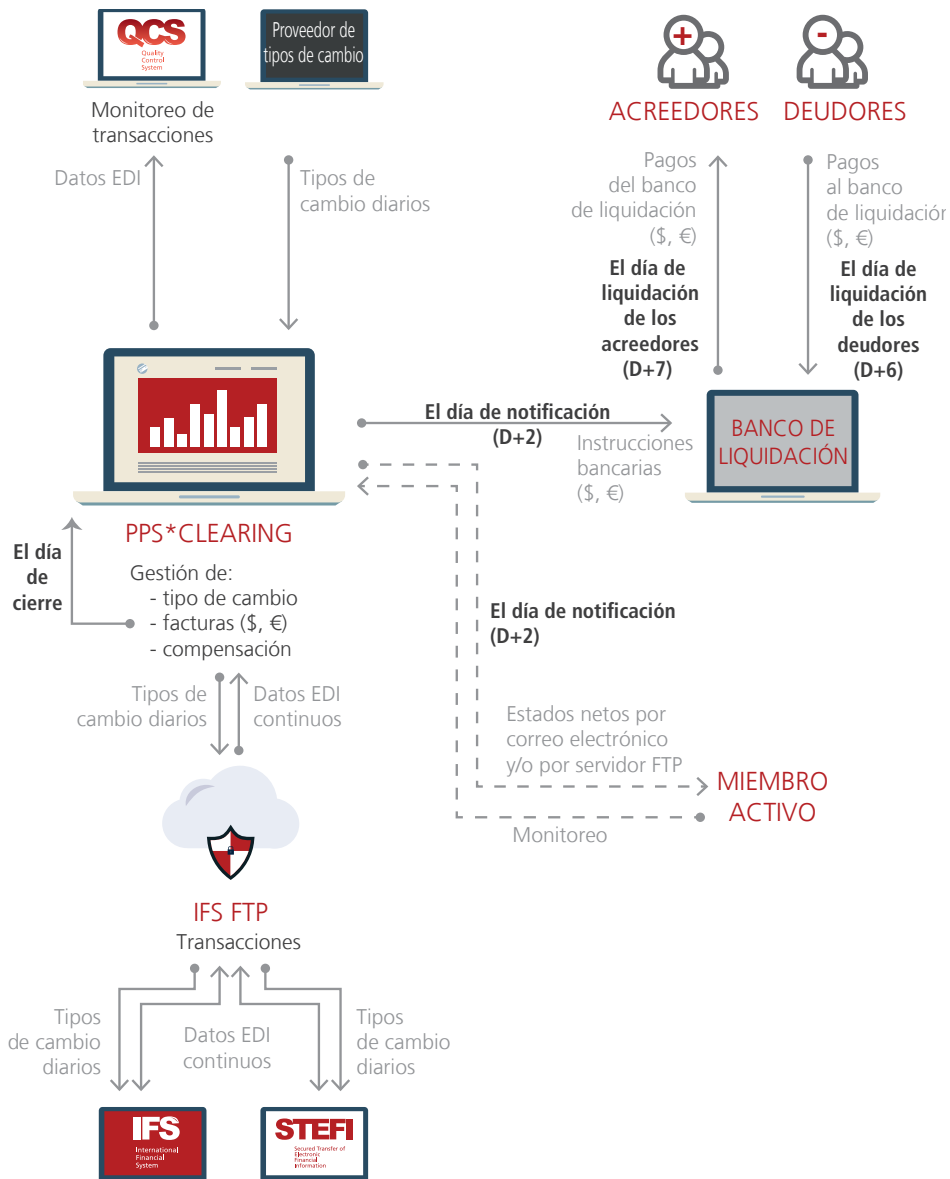 QCS
Quality
Control
System
Monitoreo de
transacciones
Datos EDI
Proveedor de
tipos de cambio
Tipos de
cambio diarios
+
ACREEDORES
Pagos
del banco
de liquidación
($, €)
El día de
liquidación
de los
acreedores
(D+7)
-
DEUDORES
Pagos
al banco
de liquidación
($, €)
El día de
liquidación
de los
deudores
(D+6)
El día de notificación
(D+2)
Instrucciones
bancarias
($, €)
BANCO DE
LIQUIDACIÓN
PPS*CLEARING
El día
de
cierre
Gestión de:
- tipo de cambio
- facturas ($, €)
- compensación
El día de notificación
(D+2)
Tipos de
cambio diarios
Datos EDI
continuos
Estados netos por
correo electrónico
y/o por servidor FTP
MIEMBRO
ACTIVO
Monitoreo
IFS FTP
Transacciones
Tipos
de cambio
diarios
Datos EDI
continuos
Tipos
de cambio
diarios
IFS
International
Financial
System
STEFI
Secured Transfer of
Electronic
Financial
Information